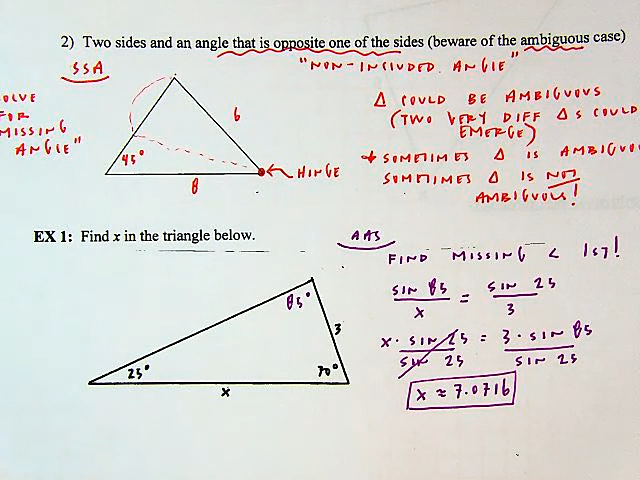 2) Two sides and an angle that is opposite one of the sides (beware of the ambiguous case)
SSA
"NON-INCLUDED ANGLE"
OLVE
FOR
MISSING
ANGLE"
6
45°
8
HINGE
Δ COULD BE AMBIGUOUS
(TWO VERY DIFF Δs COULD
EMERGE)
SOMETIMES Δ IS AMBIGUOU
SOMETIMES Δ IS NOT
AMBIGUOUS!
EX 1: Find x in the triangle below.
AAS
FIND MISSING < 1ST!
85°
3
25°
70°
x
sin 85 / x = sin 25 / 3
x · sin 25 / sin 25 = 3 · sin 85 / sin 25
x ≈ 7.0716